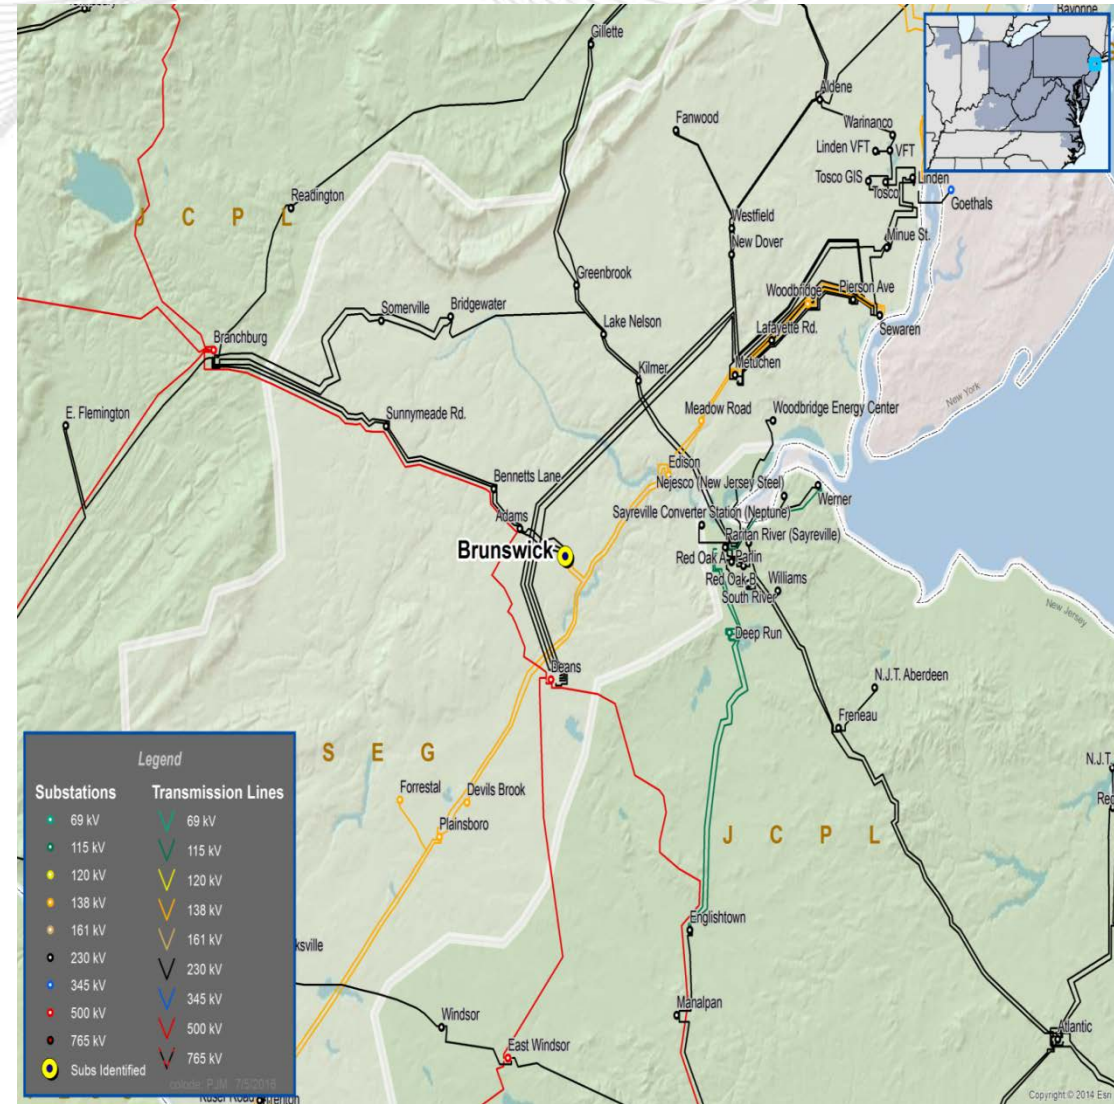 Bayonne
Gillette
Aldene
Fanwood
Warinanco
Linden VFT
VFT
Tosco GIS
Tosco
Linden
Goethals
Readington
J C P L
Westfield
New Dover
Minue St.
Greenbrook
Woodbridge
Pierson Ave
Somerville
Bridgewater
Lake Nelson
Lafayette Rd.
Sewaren
Branchburg
Metuchen
Kilmer
New York
E. Flemington
Sunnymeade Rd.
Meadow Road
Woodbridge Energy Center
Edison
Bennetts Lane
Nejesco (New Jersey Steel)
Werner
Adams
Sayreville Converter Station (Neptune)
Raritan River (Sayreville)
Brunswick
Red Oak A
Parlin
Red Oak B
Williams
South River
New Jersey
Deep Run
Deans
N.J.T. Aberdeen
Freneau
S E G
N.J.T.
Forrestal
Devils Brook
Red
Plainsboro
J C P L
Englishtown
ksville
Windsor
Manalpan
Atlantic
East Windsor
Legend
Substations Transmission Lines
69 kV 69 kV
115 kV 115 kV
120 kV 120 kV
138 kV 138 kV
161 kV 161 kV
230 kV 230 kV
345 kV 345 kV
500 kV 500 kV
765 kV 765 kV
Subs Identified
PJM 7/5/2016
Copyright:© 2014 Esri